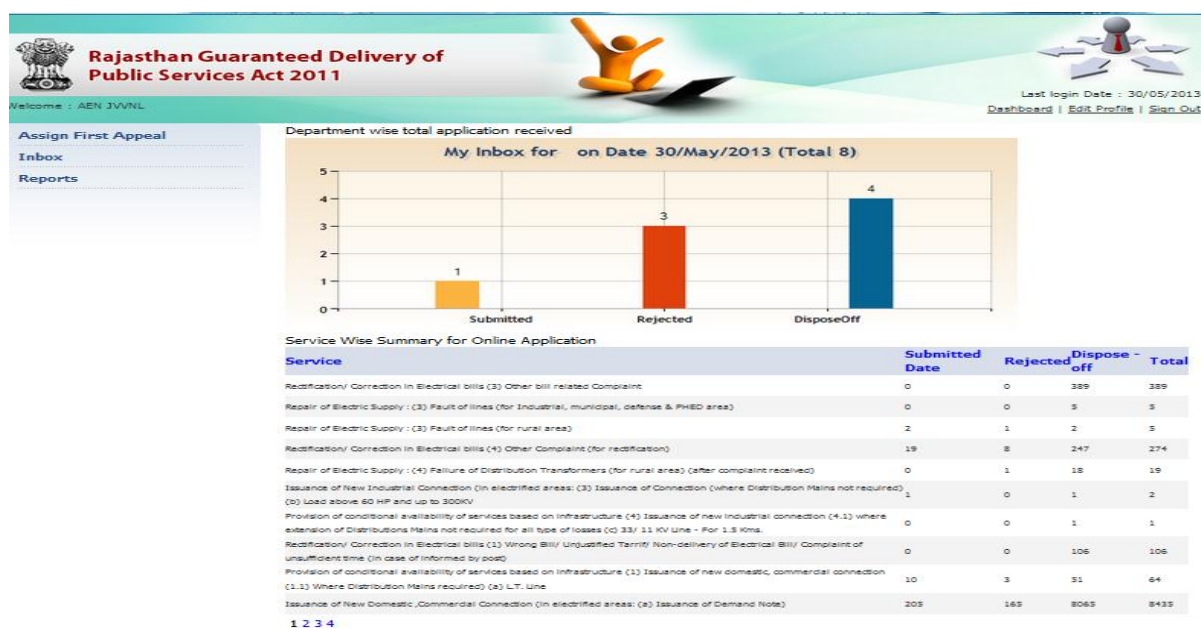 Rajasthan Guaranteed Delivery of
Public Services Act 2011
Last login Date : 30/05/2013
Welcome : AEN JVVNL
Dashboard | Edit Profile | Sign Out
Assign First Appeal
Inbox
Reports
Department wise total application received
My Inbox for on Date 30/May/2013 (Total 8)
5
4
3
2
1
0
1
3
4
Submitted Rejected DisposeOff
Service Wise Summary for Online Application
Service Submitted Date Rejected Dispose - off Total
Rectification/ Correction in Electrical bills (3) Other bill related Complaint 0 0 389 389
Repair of Electric Supply : (3) Fault of lines (for Industrial, municipal, defense & PHED area) 0 0 5 5
Repair of Electric Supply : (3) Fault of lines (for rural area) 2 1 2 5
Rectification/ Correction in Electrical bills (4) Other Complaint (for rectification) 19 8 247 274
Repair of Electric Supply : (4) Failure of Distribution Transformers (for rural area) (after complaint received) 0 1 18 19
Issuance of New Industrial Connection (in electrified areas: (3) Issuance of Connection (where Distribution Mains not required)
(b) Load above 60 HP and up to 300KV 1 0 1 2
Provision of conditional availability of services based on infrastructure (4) Issuance of new industrial connection (4.1) where
extension of Distributions Mains not required for all type of losses (c) 33/ 11 KV Line - For 1.5 Kms. 0 0 1 1
Rectification/ Correction in Electrical bills (1) Wrong Bill/ Unjustified Tarrif/ Non-delivery of Electrical Bill/ Complaint of
unsufficient time (in case of informed by post) 0 0 106 106
Provision of conditional availability of services based on infrastructure (1) Issuance of new domestic, commercial connection
(1.1) Where Distribution Mains required) (a) L.T. Line 10 3 51 64
Issuance of New Domestic ,Commercial Connection (in electrified areas: (a) Issuance of Demand Note) 205 165 8065 8435
1 2 3 4